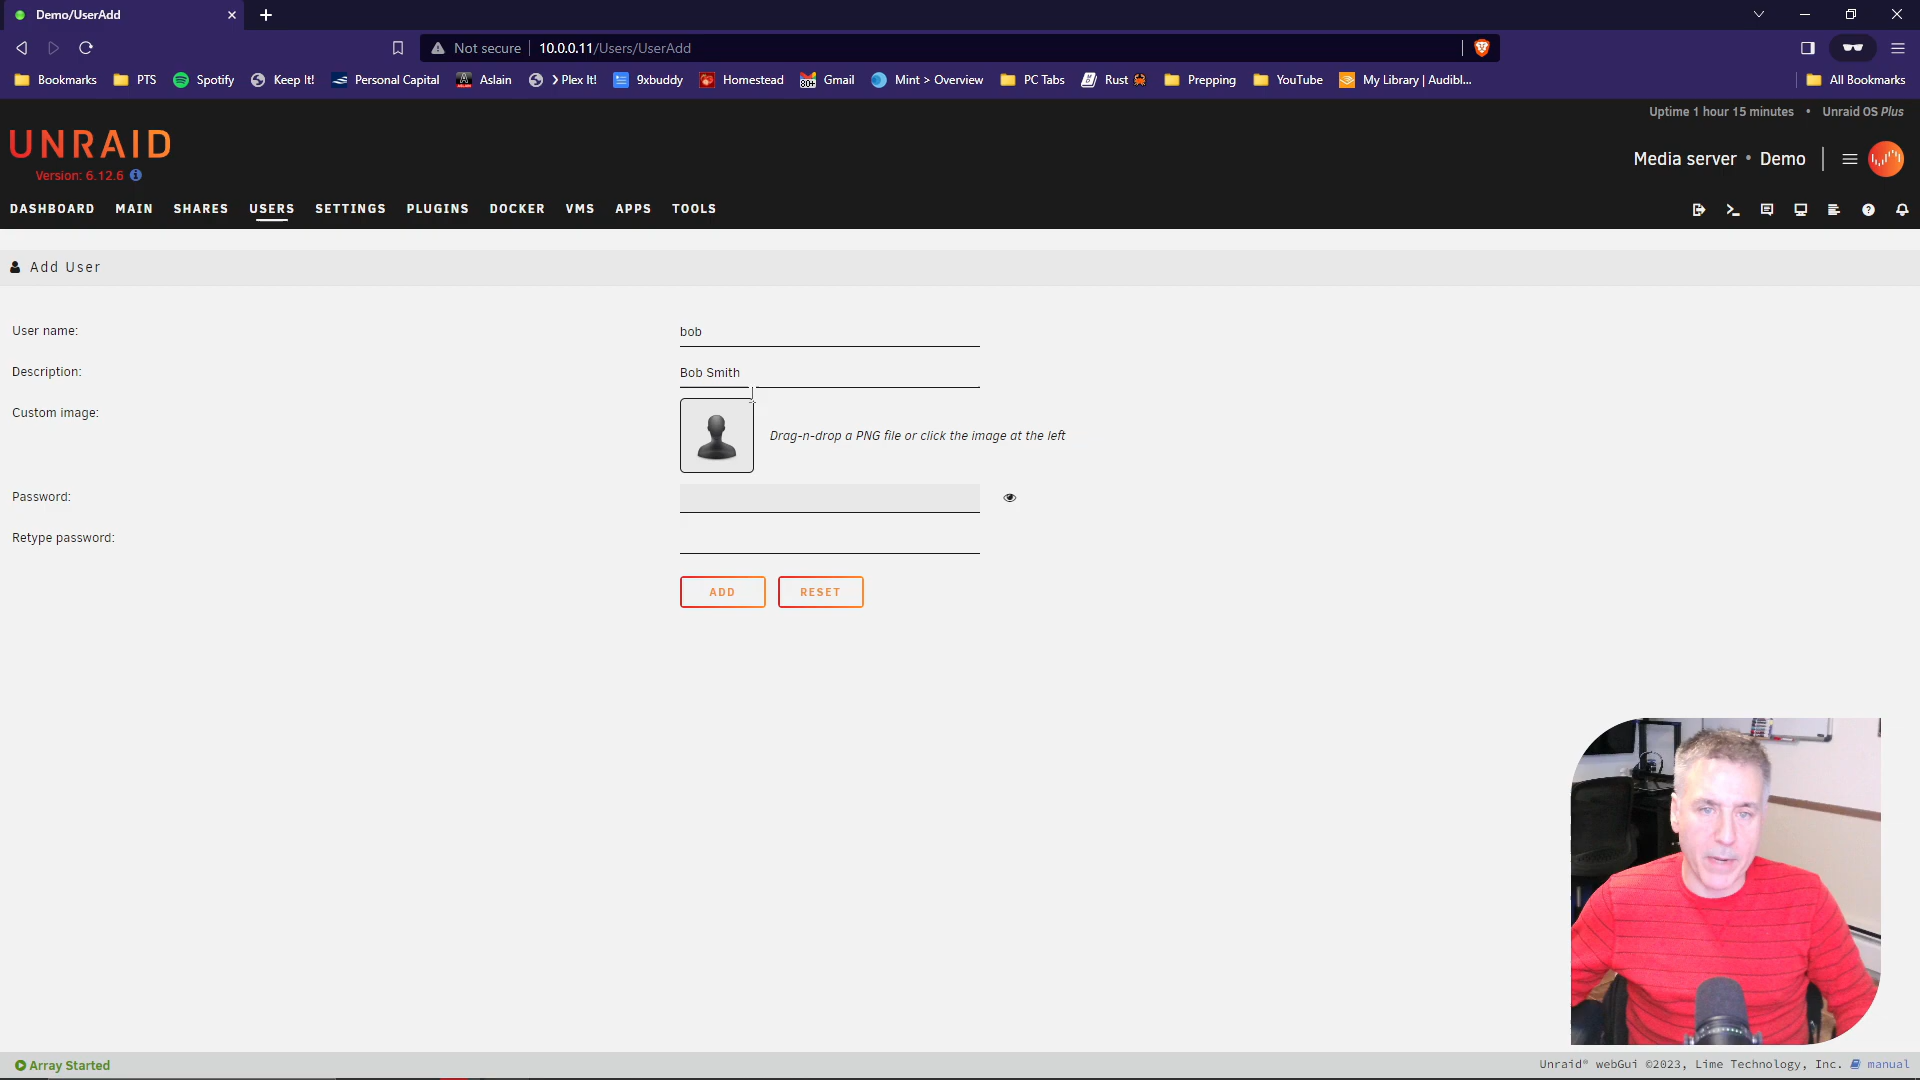 Demo/UserAdd
Not secure 10.0.0.11/Users/UserAdd
Bookmarks PTS Spotify Keep It! Personal Capital Aslain > Plex It! 9xbuddy Homestead 80+ Gmail Mint > Overview PC Tabs Rust Prepping YouTube My Library | Audibl... All Bookmarks
Uptime 1 hour 15 minutes • Unraid OS Plus
UNRAID
Media server • Demo
Version: 6.12.6
DASHBOARD MAIN SHARES USERS SETTINGS PLUGINS DOCKER VMS APPS TOOLS
Add User
User name: bob
Description: Bob Smith
Custom image:
Drag-n-drop a PNG file or click the image at the left
Password:
Retype password:
ADD RESET
Array Started
Unraid® webGui ©2023, Lime Technology, Inc. manual